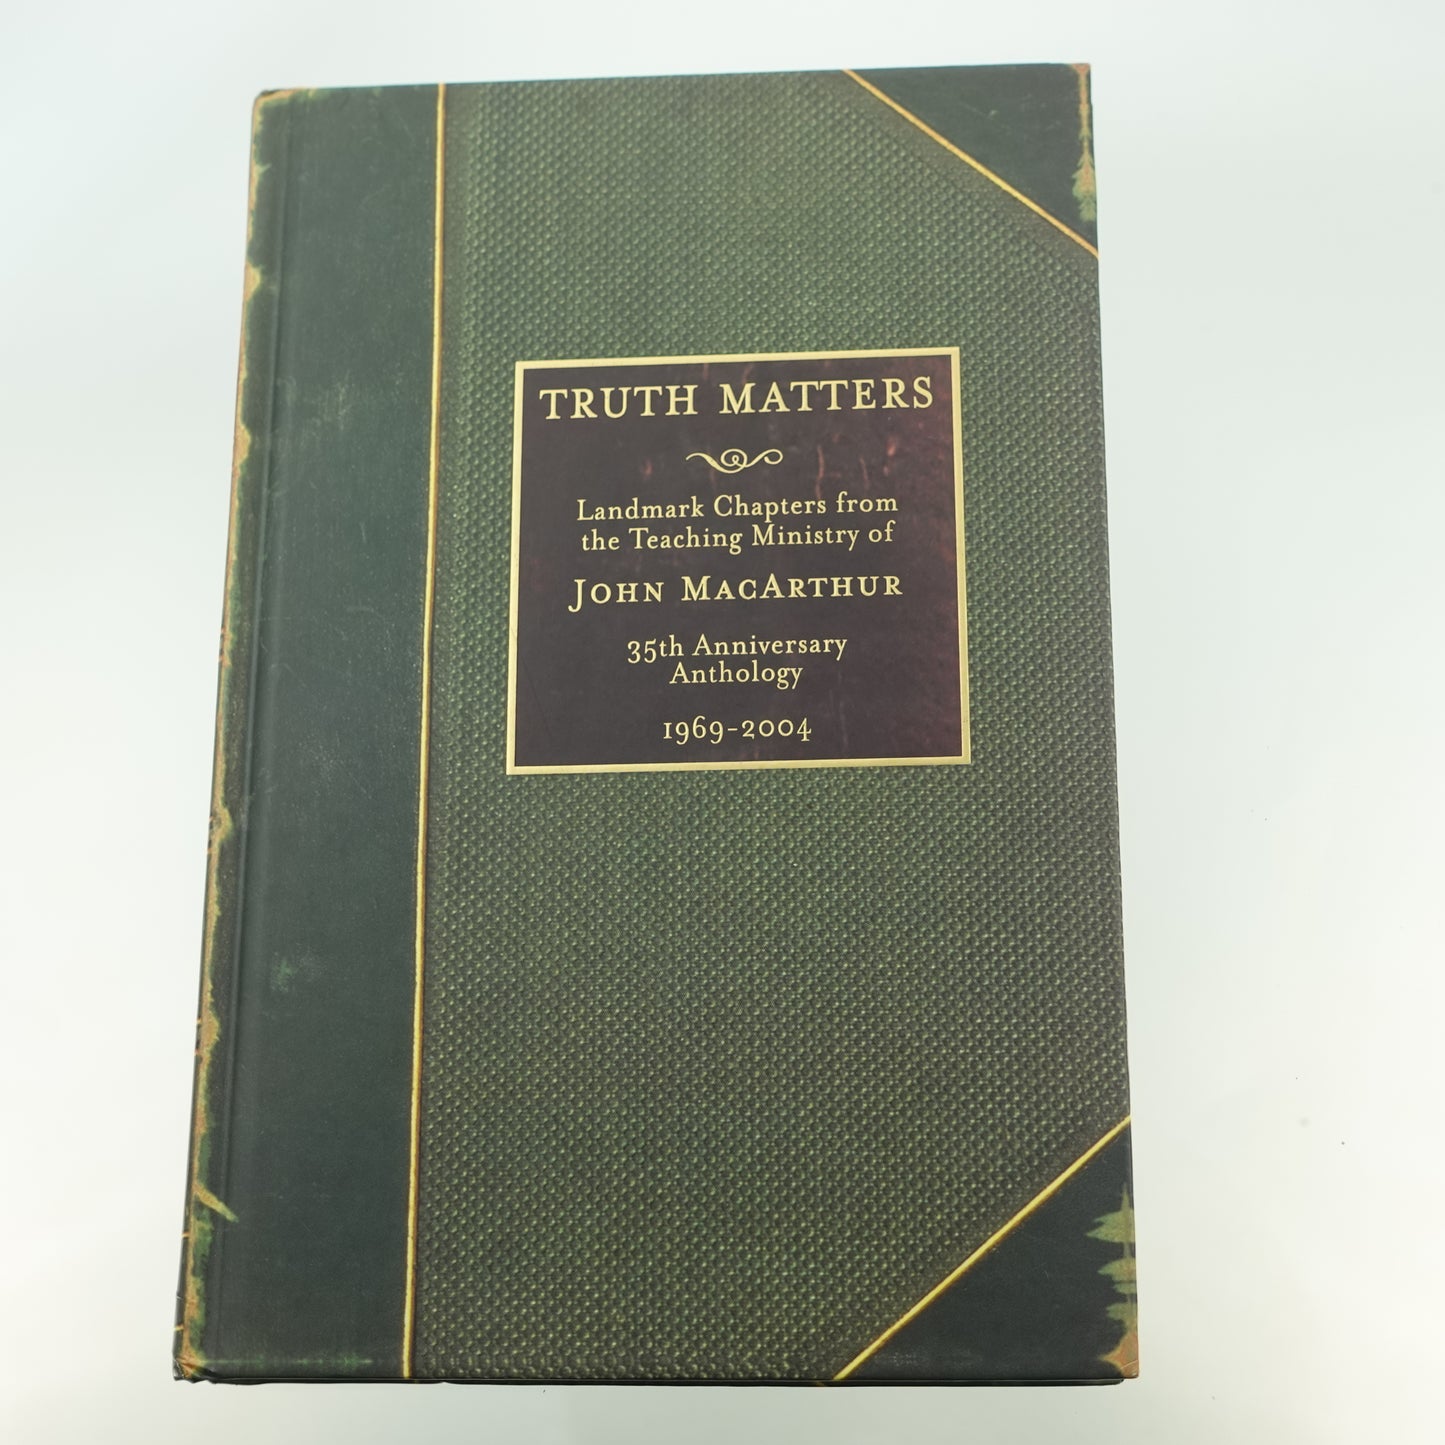 TRUTH MATTERS
Landmark Chapters from
the Teaching Ministry of
JOHN MACARTHUR
35th Anniversary
Anthology
1969-2004